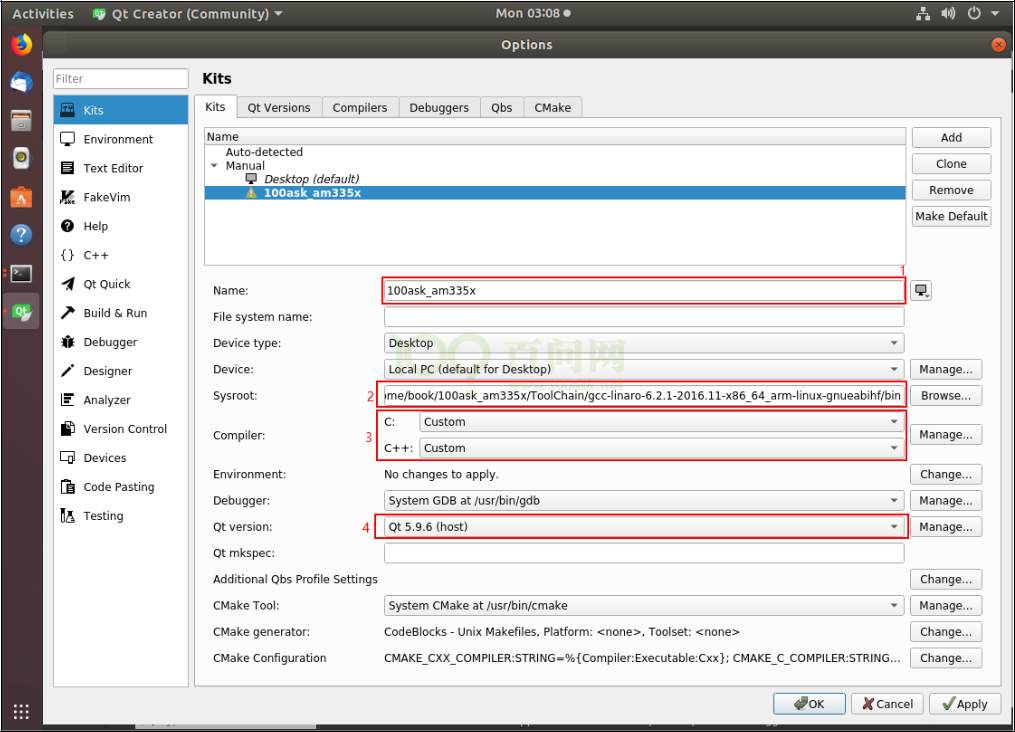 Activities Qt Creator (Community) Mon 03:08
Options
Filter
Kits
Environment
Text Editor
FakeVim
Help
C++
Qt Quick
Build & Run
Debugger
Designer
Analyzer
Version Control
Devices
Code Pasting
Testing
Kits
Kits Qt Versions Compilers Debuggers Qbs CMake
Name
Auto-detected
Manual
Desktop (default)
100ask_am335x
Add
Clone
Remove
Make Default
1
Name: 100ask_am335x
File system name:
Device type: Desktop
百问网
Device: Local PC (default for Desktop) Manage...
2 Sysroot: ome/book/100ask_am335x/ToolChain/gcc-linaro-6.2.1-2016.11-x86_64_arm-linux-gnueabihf/bin Browse...
3 Compiler: C: Custom
C++: Custom Manage...
Environment: No changes to apply. Change...
Debugger: System GDB at /usr/bin/gdb Manage...
4 Qt version: Qt 5.9.6 (host) Manage...
Qt mkspec:
Additional Qbs Profile Settings Change...
CMake Tool: System CMake at /usr/bin/cmake Manage...
CMake generator: CodeBlocks - Unix Makefiles, Platform: <none>, Toolset: <none> Change...
CMake Configuration CMAKE_CXX_COMPILER:STRING=%{Compiler:Executable:Cxx}; CMAKE_C_COMPILER:STRING... Change...
OK Cancel Apply